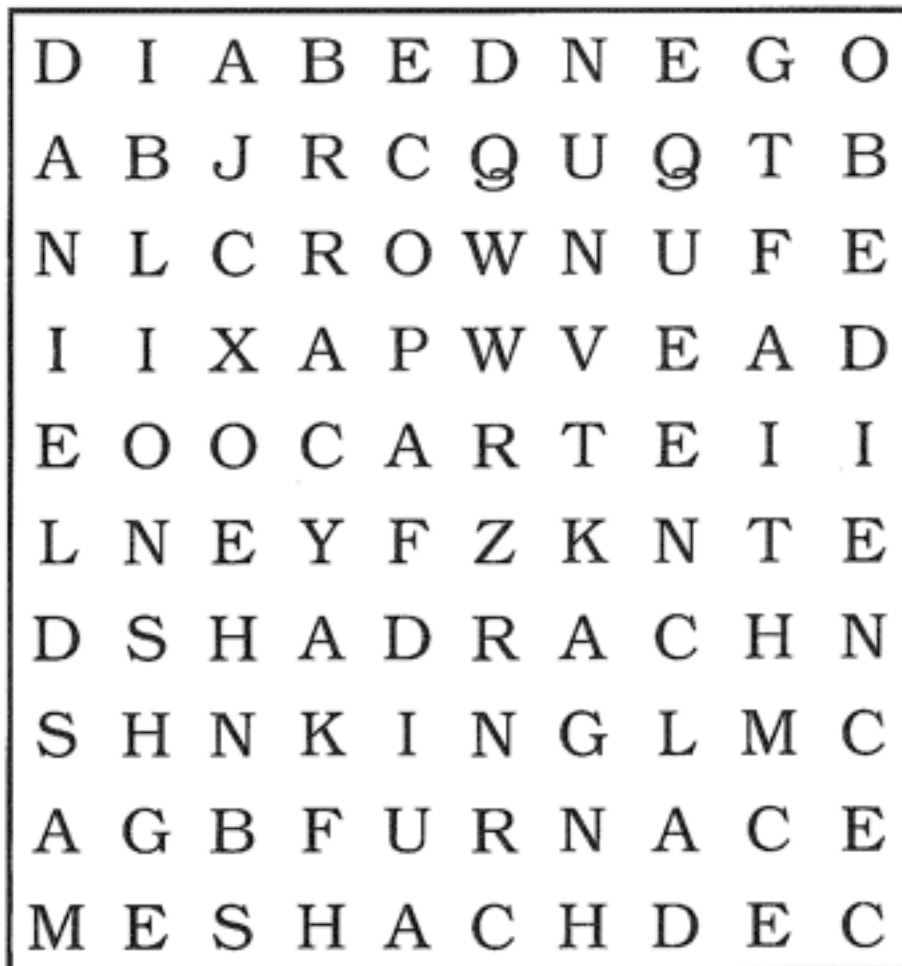 D I A B E D N E G O
A B J R C Q U Q T B
N L C R O W N U F E
I I X A P W V E A D
E O O C A R T E I I
L N E Y F Z K N T E
D S H A D R A C H N
S H N K I N G L M C
A G B F U R N A C E
M E S H A C H D E C